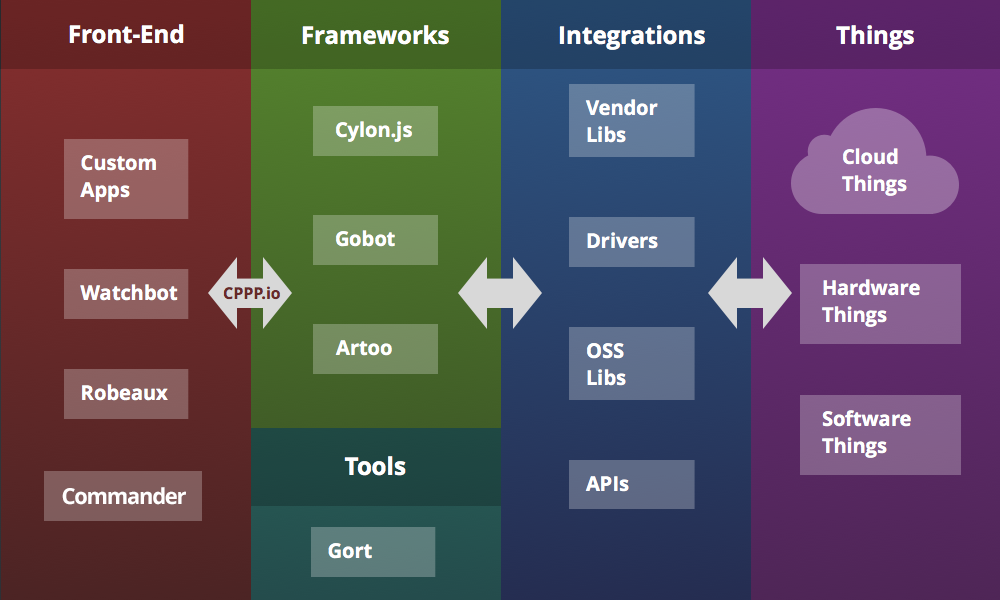 Front-End
Custom
Apps
Watchbot
Robeaux
Commander
CPPP.io
Frameworks
Cylon.js
Gobot
Artoo
Tools
Gort
Integrations
Vendor
Libs
Drivers
OSS
Libs
APIs
Things
Cloud
Things
Hardware
Things
Software
Things